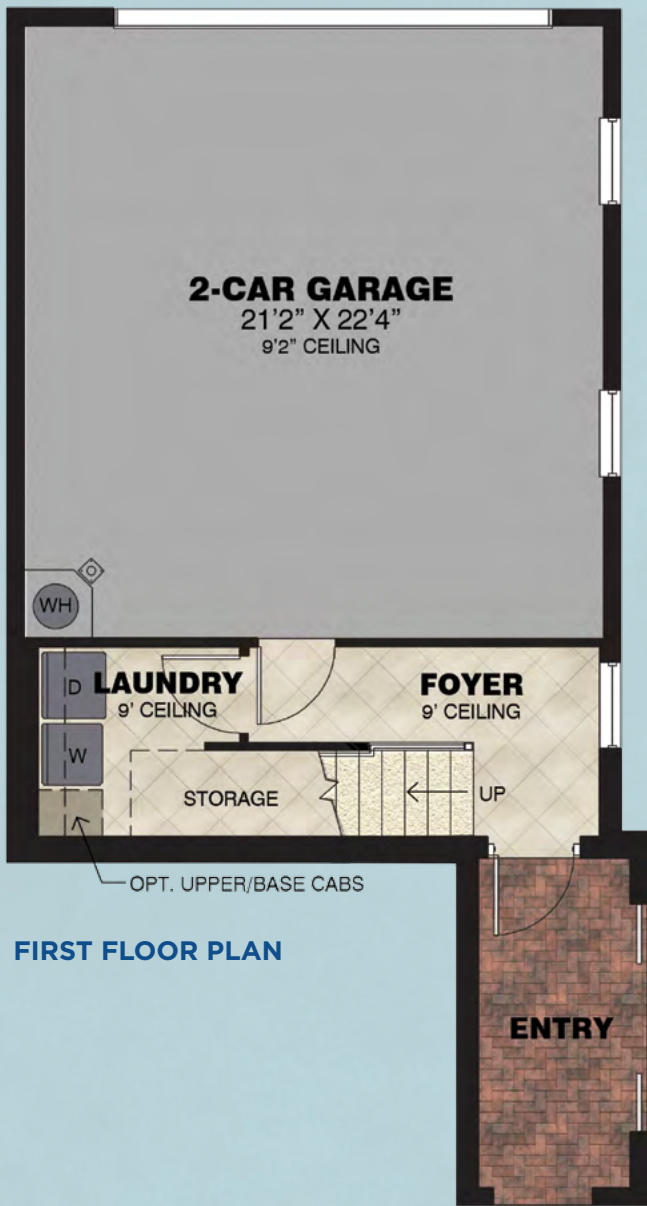 2-CAR GARAGE
21'2" X 22'4"
9'2" CEILING
WH
D
LAUNDRY
9' CEILING
FOYER
9' CEILING
W
STORAGE
UP
OPT. UPPER/BASE CABS
FIRST FLOOR PLAN
ENTRY